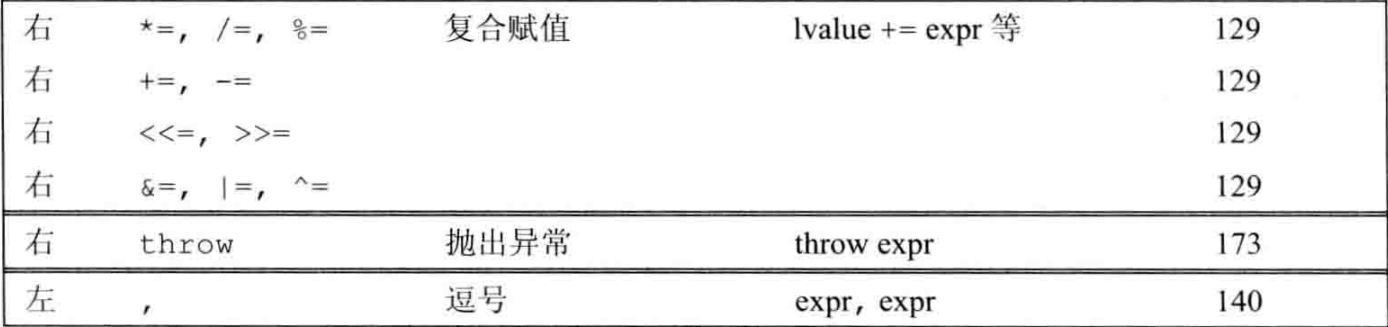 右 *=, /=, %= 复合赋值 lvalue += expr 等 129
右 +=, -= 129
右 <<=, >>= 129
右 &=, |=, ^= 129
右 throw 抛出异常 throw expr 173
左 , 逗号 expr, expr 140